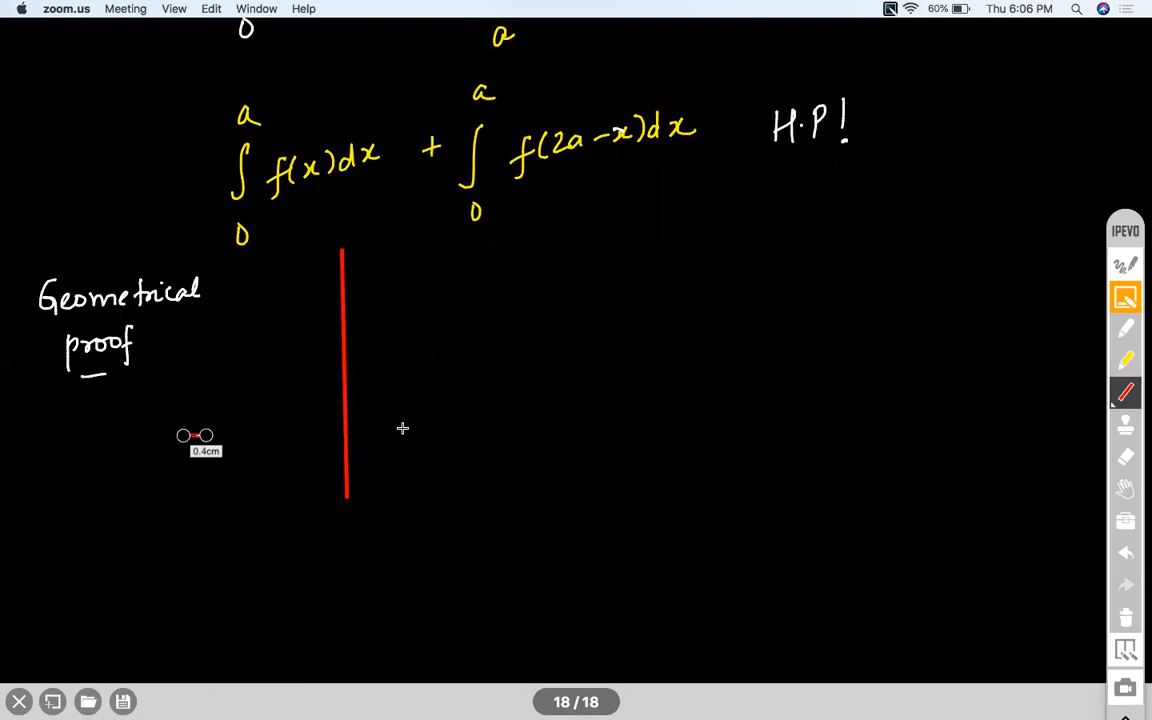 zoom.us Meeting View Edit Window Help 60% Thu 6:06 PM
0 a
a a
∫ f(x)dx + ∫ f(2a-x)dx H.P!
0 0
Geometrical
proof
0.4cm
IPEVO
18 / 18